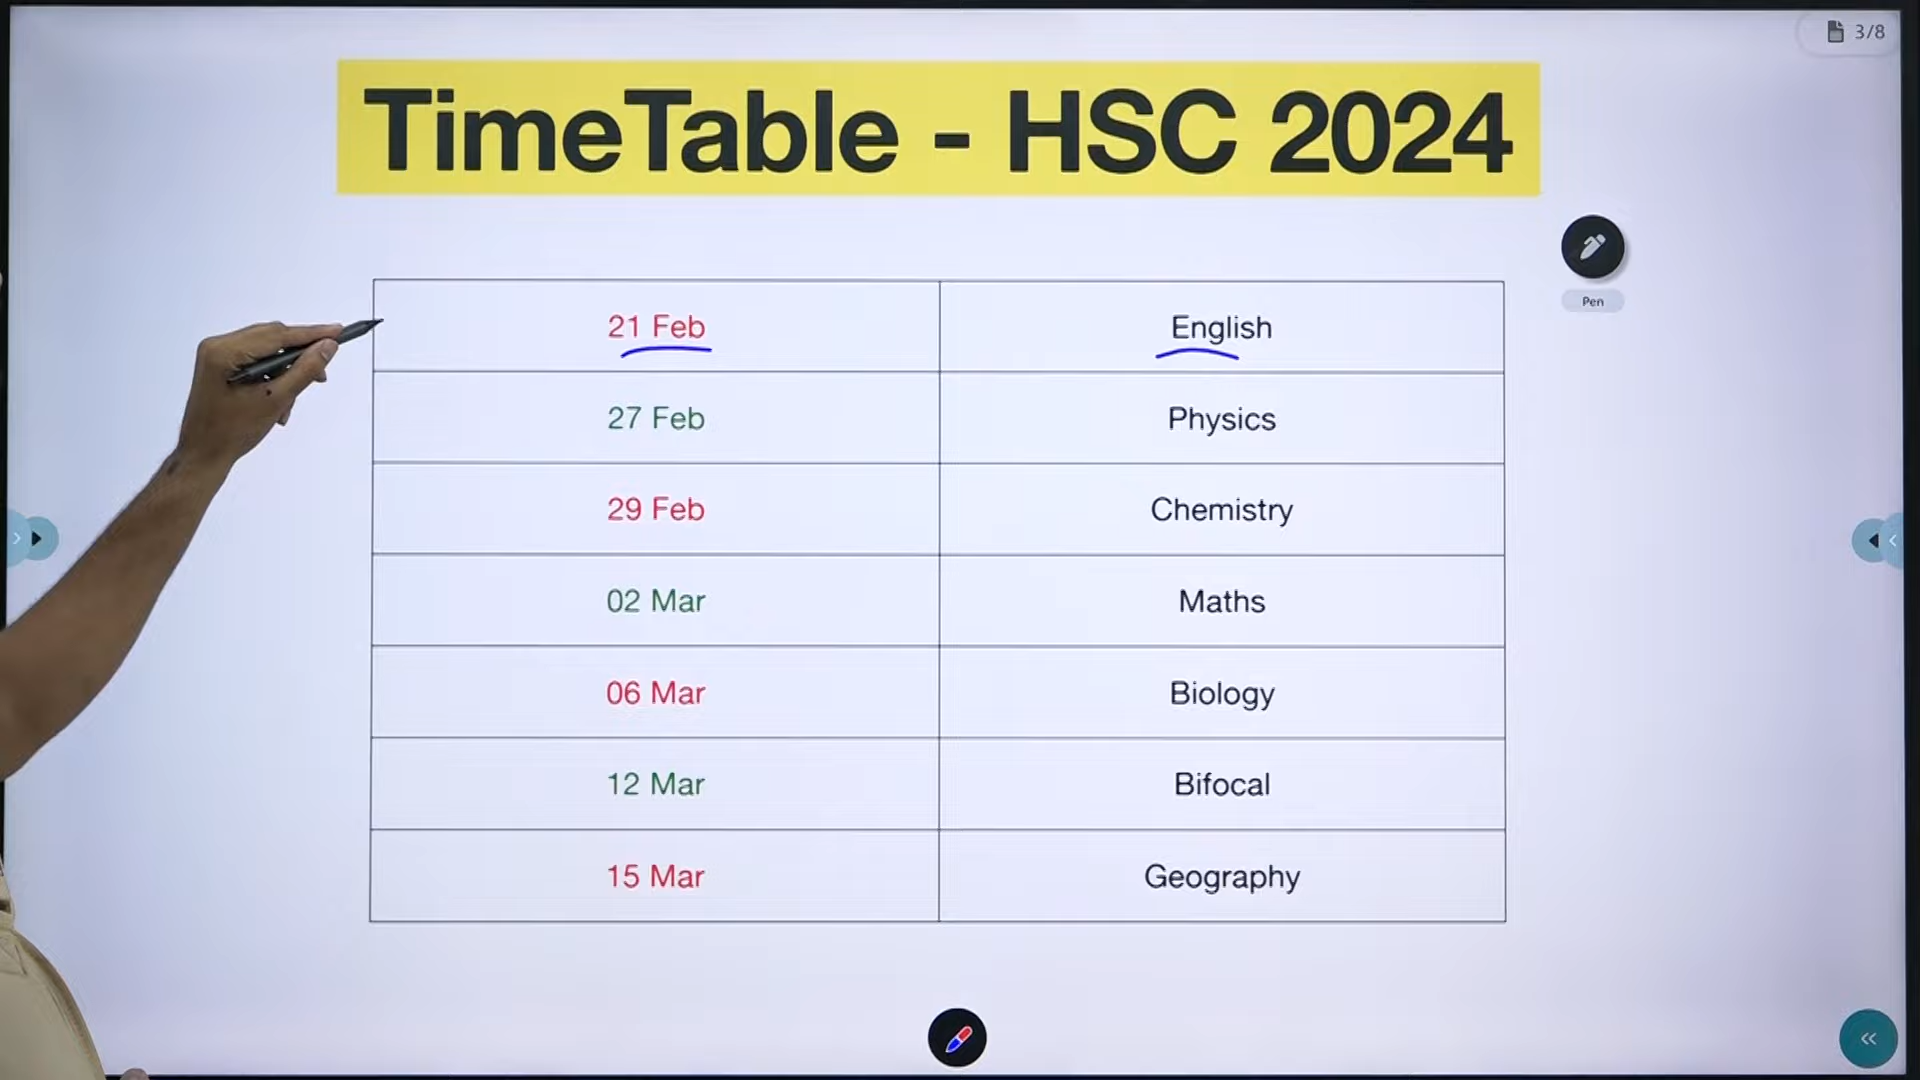 3/8
TimeTable - HSC 2024
Pen
21 Feb English
27 Feb Physics
29 Feb Chemistry
02 Mar Maths
06 Mar Biology
12 Mar Bifocal
15 Mar Geography